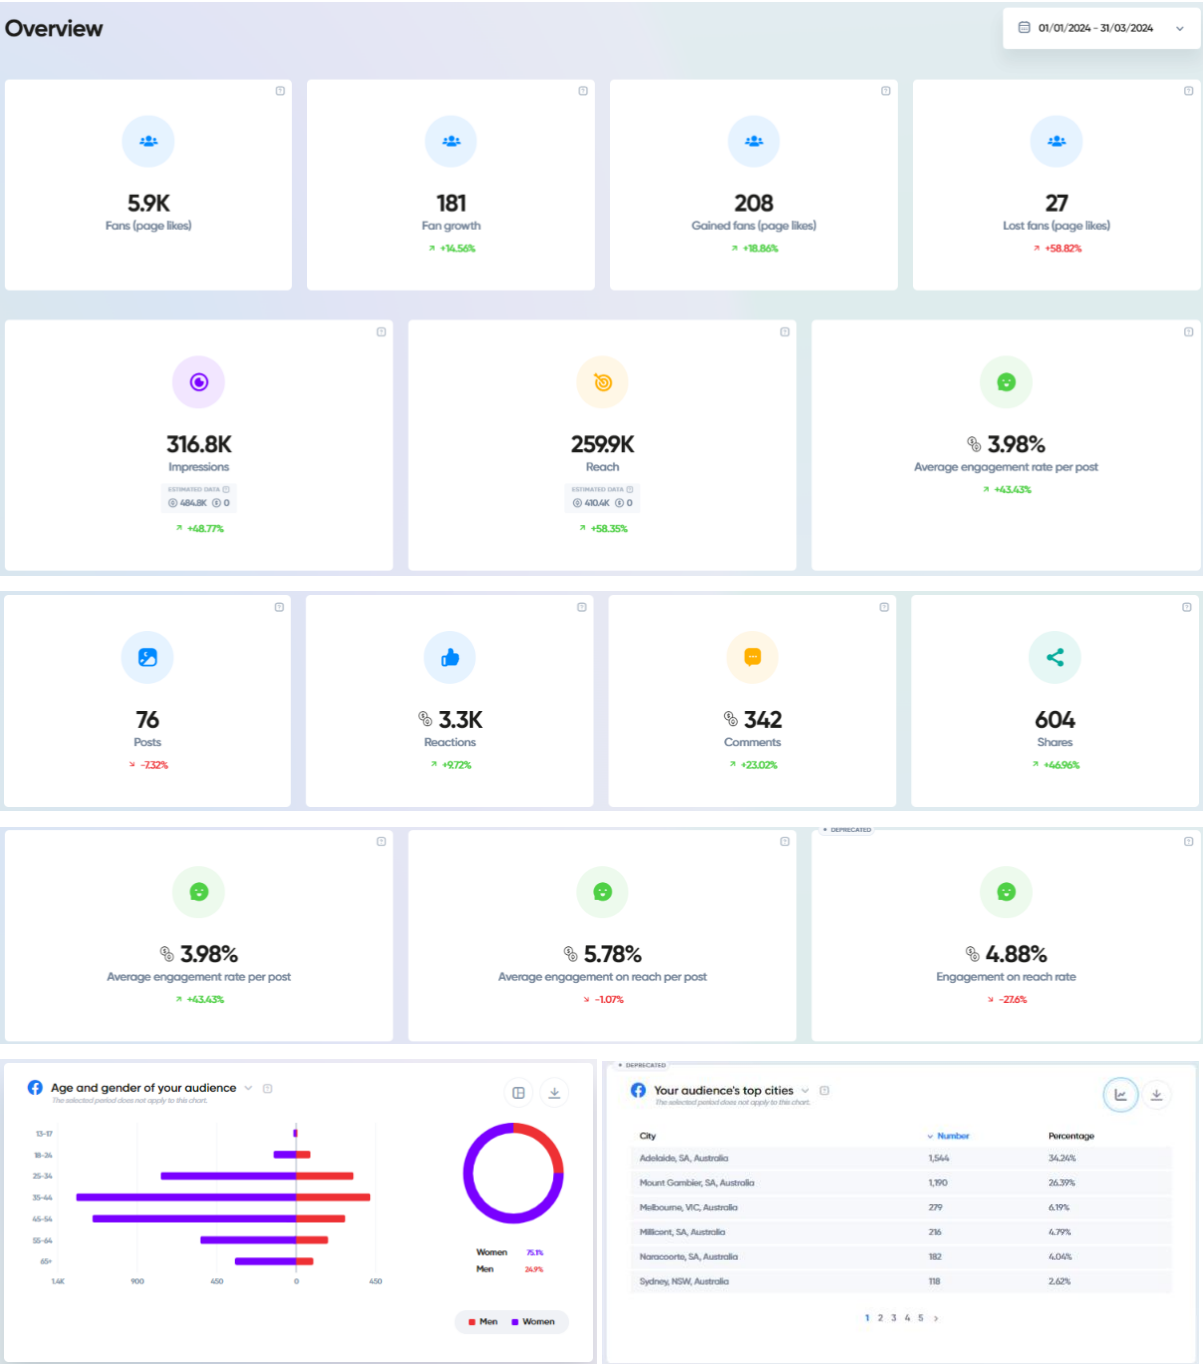 Overview
01/01/2024 - 31/03/2024
5.9K
Fans (page likes)
181
Fan growth
+14.56%
208
Gained fans (page likes)
+18.86%
27
Lost fans (page likes)
+58.82%
316.8K
Impressions
ESTIMATED DATA
484.8K 0
+48.77%
259.9K
Reach
ESTIMATED DATA
410.4K 0
+58.35%
3.98%
Average engagement rate per post
+43.43%
76
Posts
-7.32%
3.3K
Reactions
+9.72%
342
Comments
+23.02%
604
Shares
+46.96%
3.98%
Average engagement rate per post
+43.43%
5.78%
Average engagement on reach per post
-1.07%
DEPRECATED
4.88%
Engagement on reach rate
-27.6%
Age and gender of your audience
The selected period does not apply to this chart.
13-17
18-24
25-34
35-44
45-54
55-64
65+
1.4K 900 450 0 450
Women 75.1%
Men 24.9%
Men Women
DEPRECATED
Your audience's top cities
The selected period does not apply to this chart.
City Number Percentage
Adelaide, SA, Australia 1,544 34.24%
Mount Gambier, SA, Australia 1,190 26.39%
Melbourne, VIC, Australia 279 6.19%
Millicent, SA, Australia 216 4.79%
Naracoorte, SA, Australia 182 4.04%
Sydney, NSW, Australia 118 2.62%
1 2 3 4 5 >